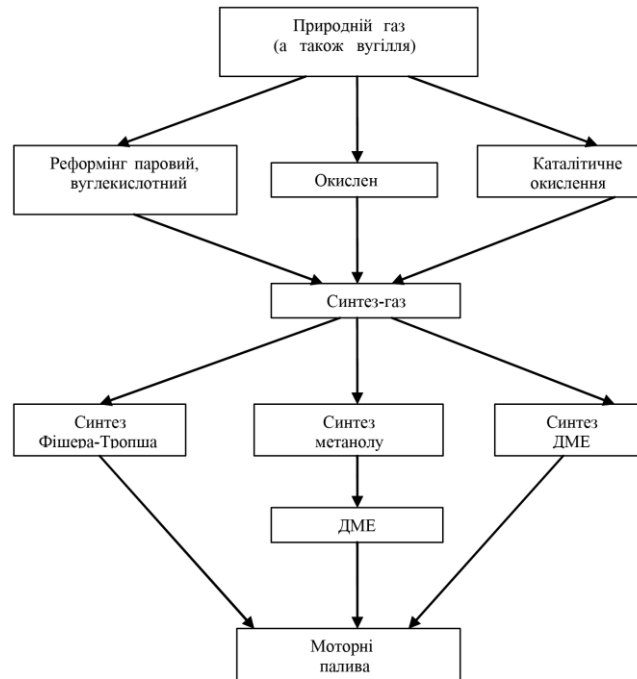 Природній газ
(а також вугілля)
Реформінг паровий,
вуглекислотний
Окислен
Каталітичне
окислення
Синтез-газ
Синтез
Фішера-Тропша
Синтез
метанолу
Синтез
ДМЕ
ДМЕ
Моторні
палива